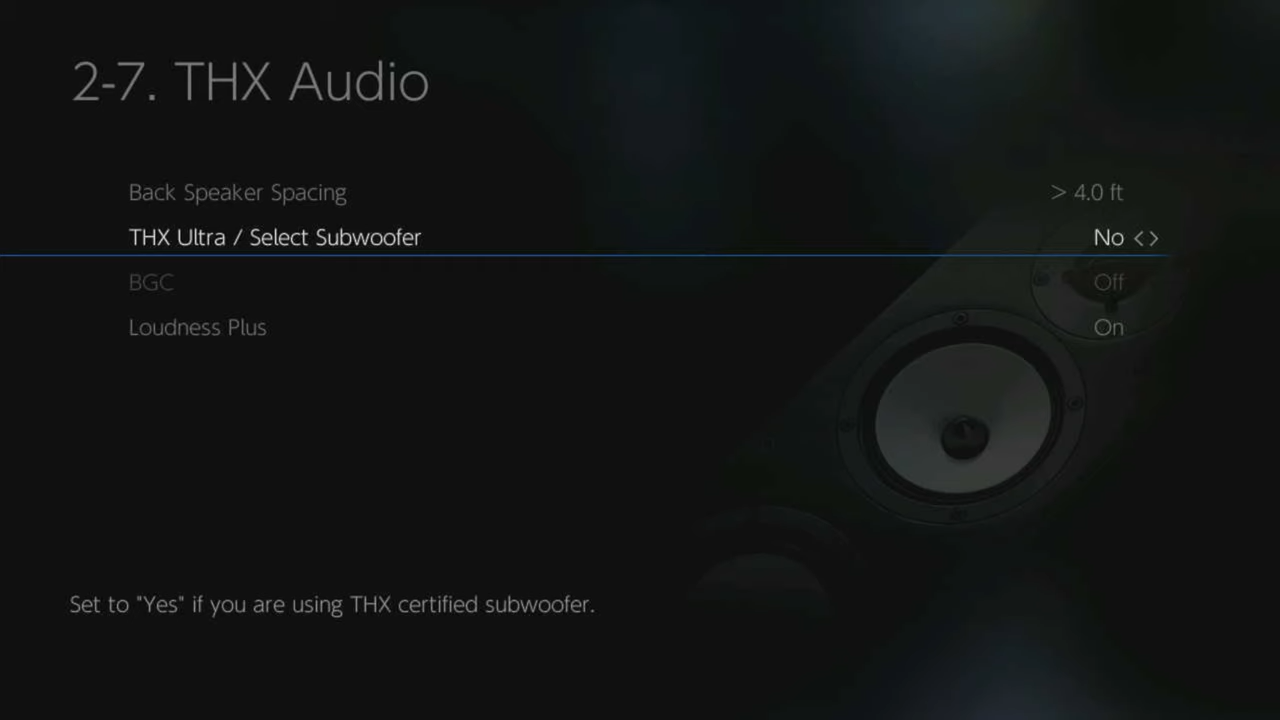 2-7. THX Audio
Back Speaker Spacing > 4.0 ft
THX Ultra / Select Subwoofer No <>
BGC Off
Loudness Plus On
Set to "Yes" if you are using THX certified subwoofer.